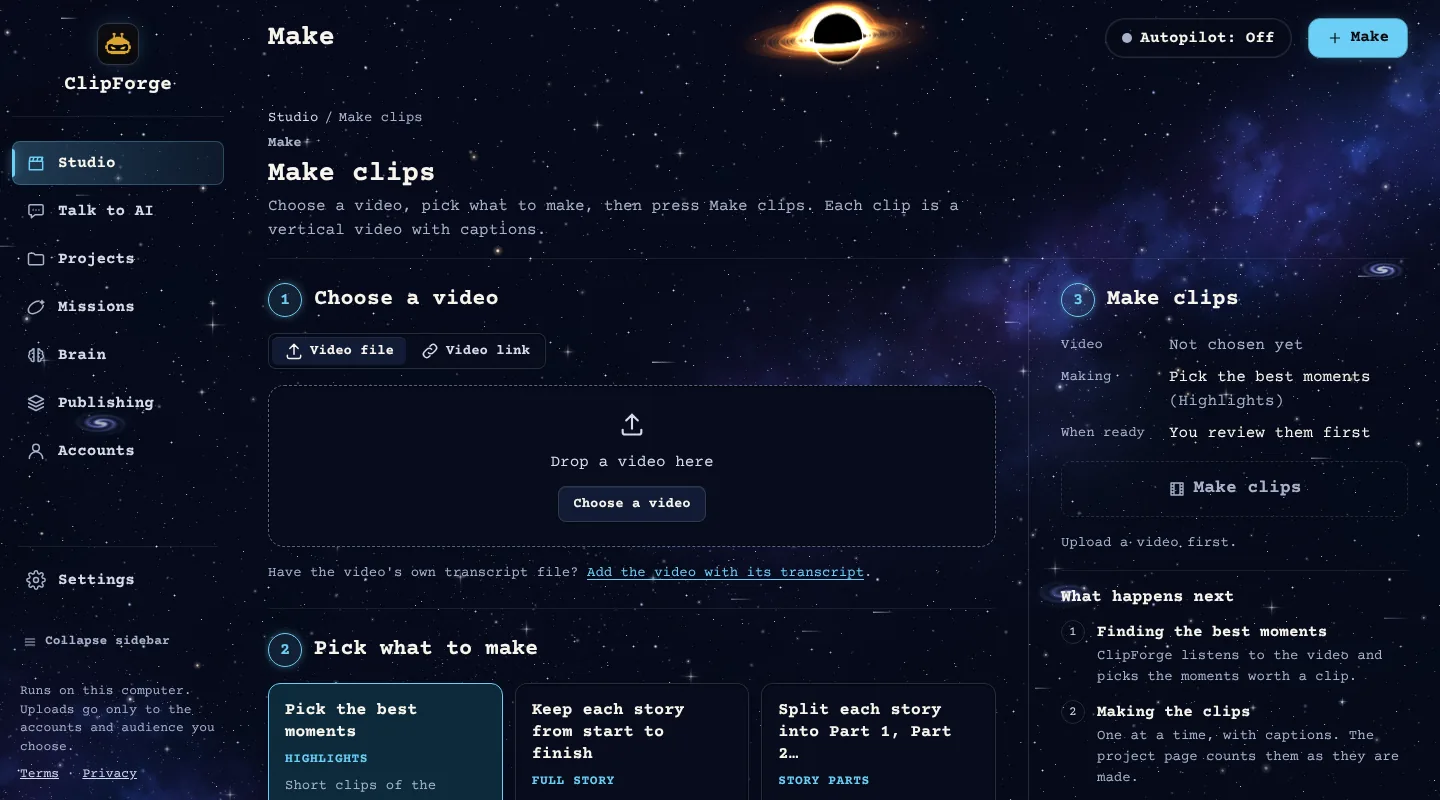 ClipForge
Studio
Talk to AI
Projects
Missions
Brain
Publishing
Accounts
Settings
Collapse sidebar
Runs on this computer.
Uploads go only to the
accounts and audience you
choose.
Terms · Privacy
Make
Autopilot: Off
+ Make
Studio / Make clips
Make
Make clips
Choose a video, pick what to make, then press Make clips. Each clip is a
vertical video with captions.
1 Choose a video
Video file
Video link
Drop a video here
Choose a video
Have the video's own transcript file? Add the video with its transcript.
2 Pick what to make
Pick the best
moments
HIGHLIGHTS
Short clips of the
Keep each story
from start to
finish
FULL STORY
Split each story
into Part 1, Part
2…
STORY PARTS
3 Make clips
Video Not chosen yet
Making Pick the best moments
(Highlights)
When ready You review them first
Make clips
Upload a video first.
What happens next
1 Finding the best moments
ClipForge listens to the video and
picks the moments worth a clip.
2 Making the clips
One at a time, with captions. The
project page counts them as they are
made.